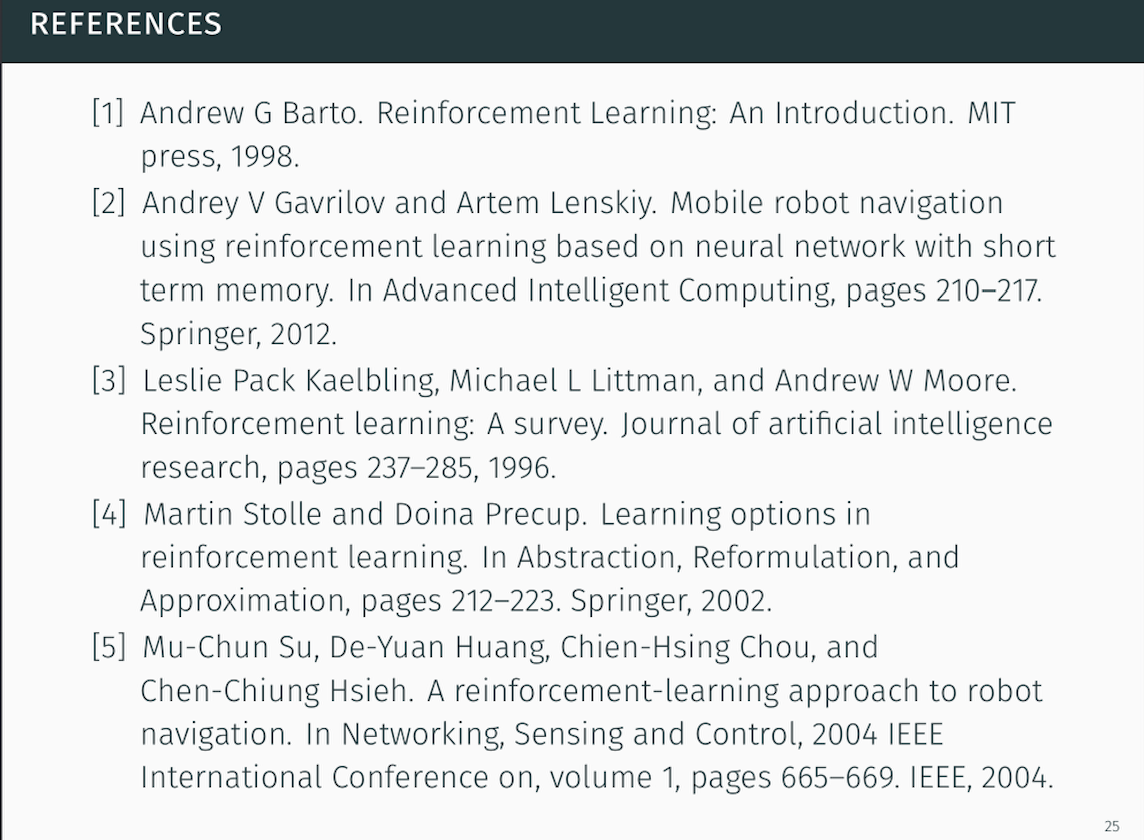 REFERENCES
[1] Andrew G Barto. Reinforcement Learning: An Introduction. MIT
press, 1998.
[2] Andrey V Gavrilov and Artem Lenskiy. Mobile robot navigation
using reinforcement learning based on neural network with short
term memory. In Advanced Intelligent Computing, pages 210–217.
Springer, 2012.
[3] Leslie Pack Kaelbling, Michael L Littman, and Andrew W Moore.
Reinforcement learning: A survey. Journal of artificial intelligence
research, pages 237–285, 1996.
[4] Martin Stolle and Doina Precup. Learning options in
reinforcement learning. In Abstraction, Reformulation, and
Approximation, pages 212–223. Springer, 2002.
[5] Mu-Chun Su, De-Yuan Huang, Chien-Hsing Chou, and
Chen-Chiung Hsieh. A reinforcement-learning approach to robot
navigation. In Networking, Sensing and Control, 2004 IEEE
International Conference on, volume 1, pages 665–669. IEEE, 2004.
25